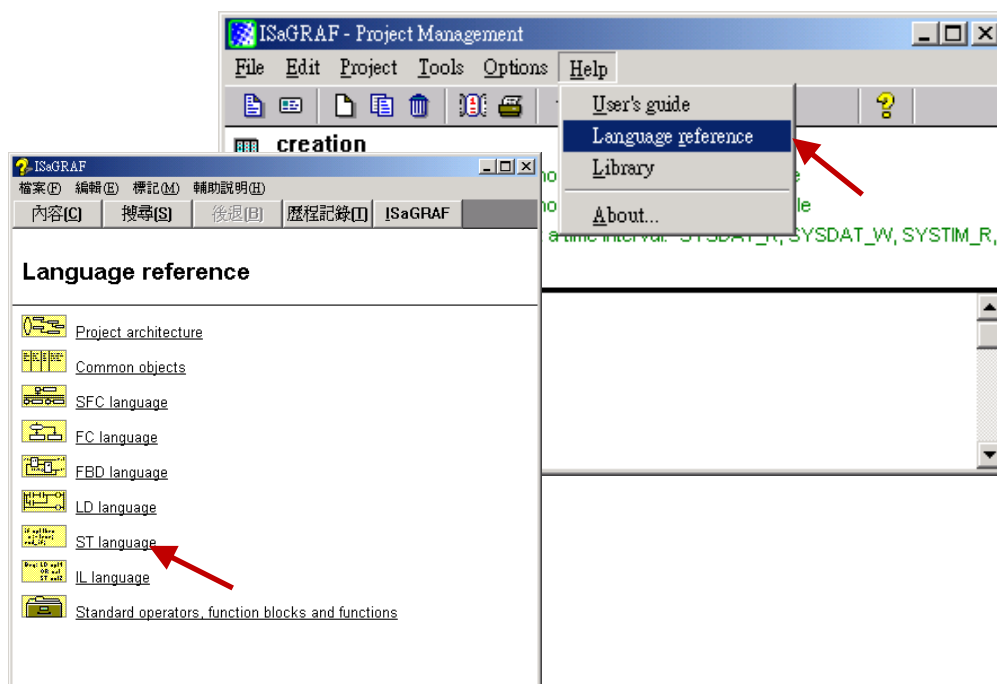 ISaGRAF - Project Management
File Edit Project Tools Options Help
User's guide
Language reference
Library
About...
creation
le
a time interval. SYSDAT_R, SYSDAT_W, SYSTIM_R,
ISaGRAF
檔案(F) 編輯(E) 標記(M) 輔助說明(H)
內容(C) 搜尋(S) 後退(B) 歷程記錄(T) ISaGRAF
Language reference
Project architecture
Common objects
SFC language
FC language
FBD language
LD language
ST language
IL language
Standard operators, function blocks and functions